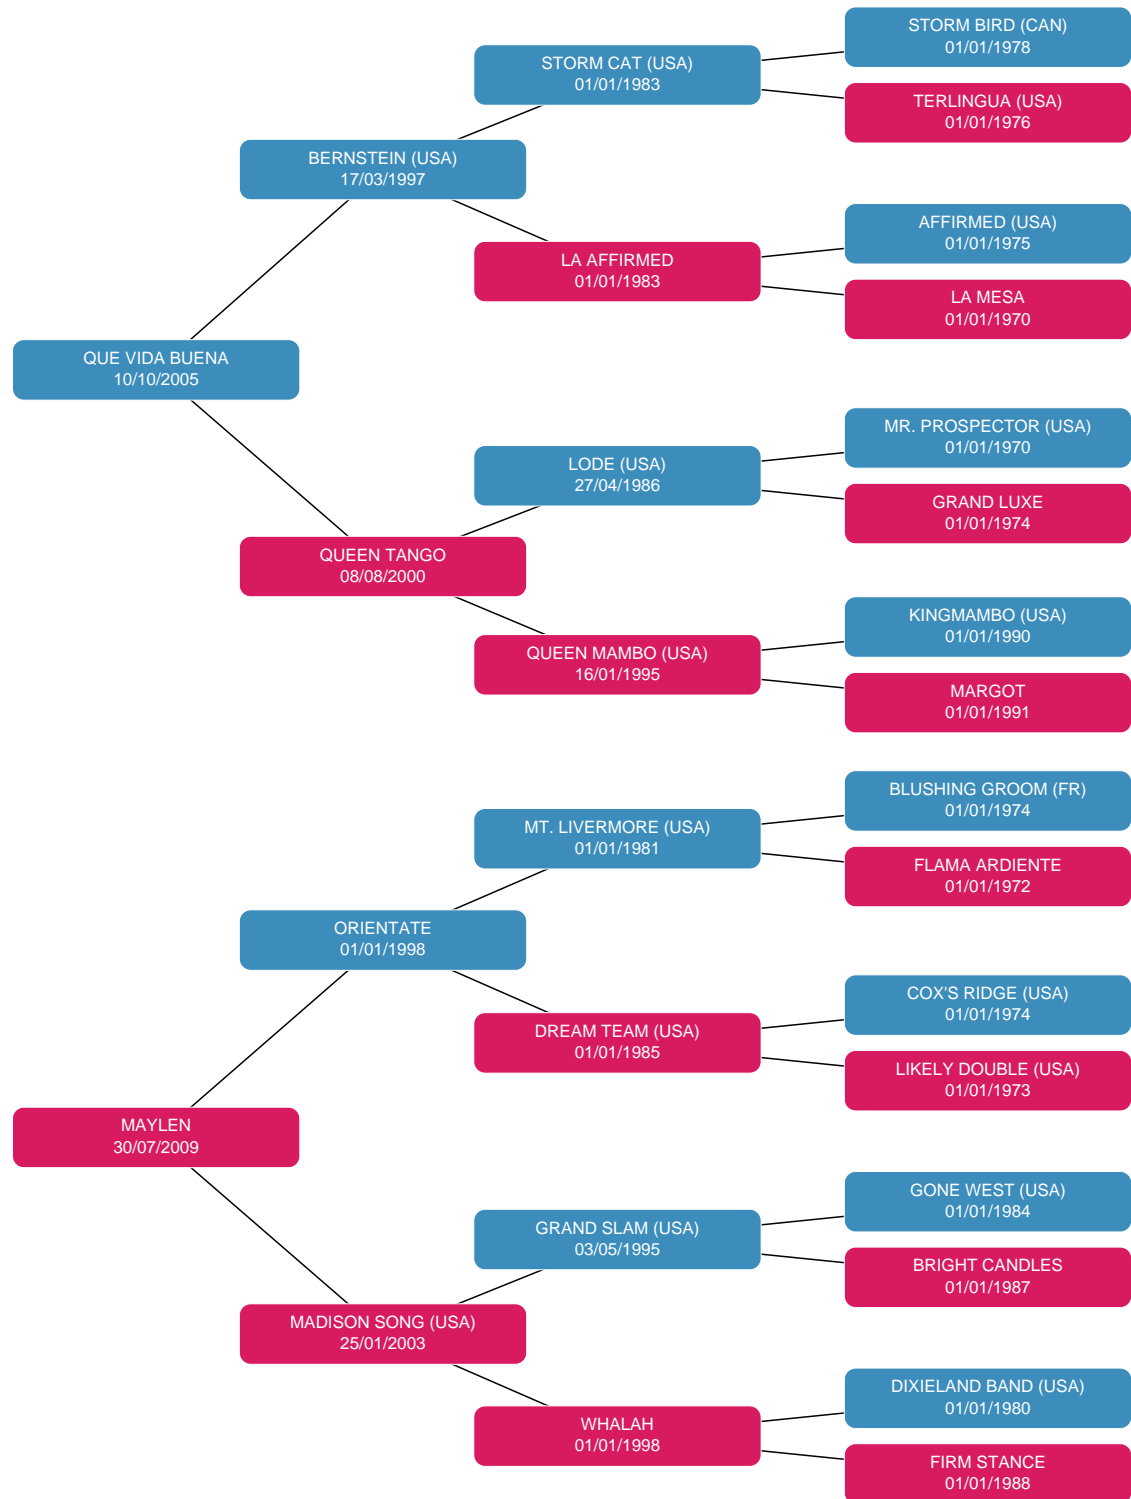 STORM BIRD (CAN)
01/01/1978
STORM CAT (USA)
01/01/1983
TERLINGUA (USA)
01/01/1976
BERNSTEIN (USA)
17/03/1997
AFFIRMED (USA)
01/01/1975
LA AFFIRMED
01/01/1983
LA MESA
01/01/1970
QUE VIDA BUENA
10/10/2005
MR. PROSPECTOR (USA)
01/01/1970
LODE (USA)
27/04/1986
GRAND LUXE
01/01/1974
QUEEN TANGO
08/08/2000
KINGMAMBO (USA)
01/01/1990
QUEEN MAMBO (USA)
16/01/1995
MARGOT
01/01/1991
BLUSHING GROOM (FR)
01/01/1974
MT. LIVERMORE (USA)
01/01/1981
FLAMA ARDIENTE
01/01/1972
ORIENTATE
01/01/1998
COX'S RIDGE (USA)
01/01/1974
DREAM TEAM (USA)
01/01/1985
LIKELY DOUBLE (USA)
01/01/1973
MAYLEN
30/07/2009
GONE WEST (USA)
01/01/1984
GRAND SLAM (USA)
03/05/1995
BRIGHT CANDLES
01/01/1987
MADISON SONG (USA)
25/01/2003
DIXIELAND BAND (USA)
01/01/1980
WHALAH
01/01/1998
FIRM STANCE
01/01/1988